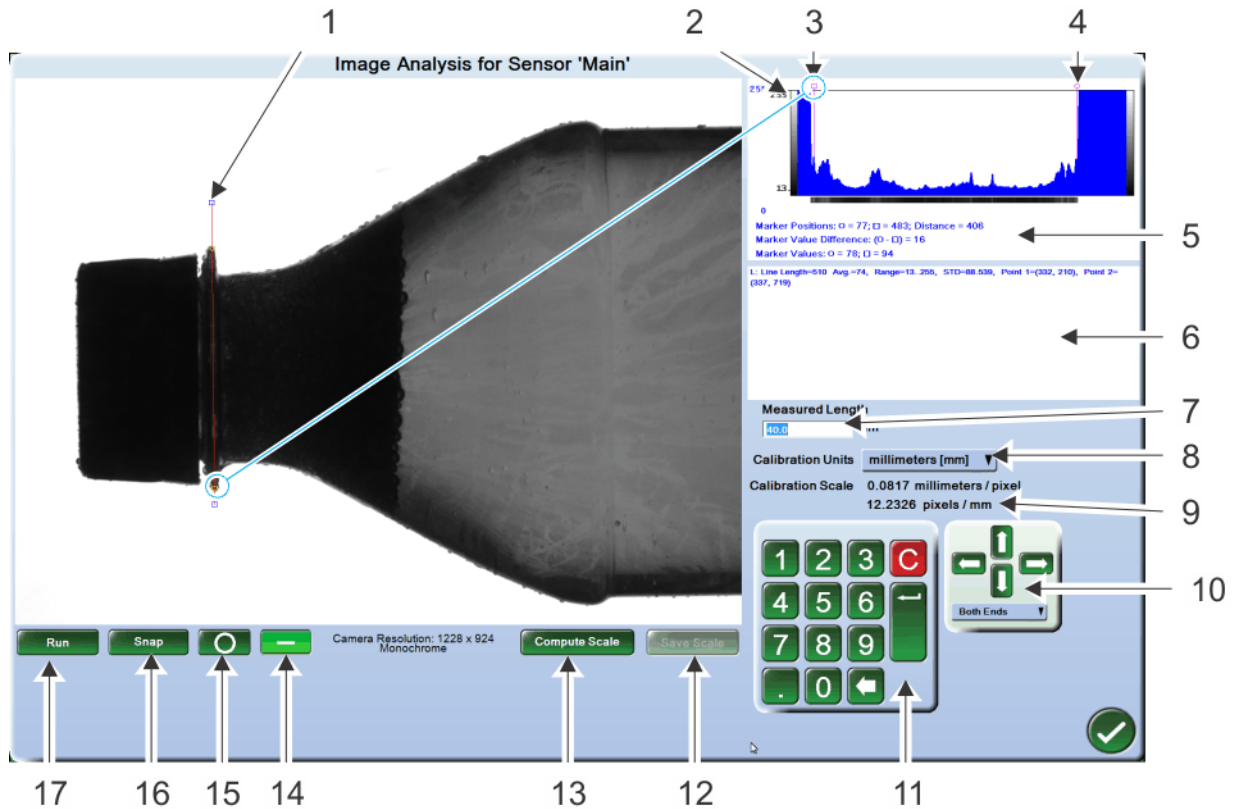 1
2
3
4
Image Analysis for Sensor 'Main'
255
13.
0
Marker Positions: O = 77; □ = 483; Distance = 406
Marker Value Difference: (O - □) = 16
Marker Values: O = 78; □ = 94
5
L: Line Length=510 Avg.=74, Range=13..255, STD=88.539, Point 1=(332, 210), Point 2=
(337, 719)
6
Measured Length
40.0
7
Calibration Units millimeters [mm]
8
Calibration Scale 0.0817 millimeters / pixel
12.2326 pixels / mm
9
1 2 3 C
4 5 6
7 8 9
. 0
Both Ends
10
Run
Snap
Camera Resolution: 1228 x 924
Monochrome
Compute Scale
Save Scale
17
16
15
14
13
12
11